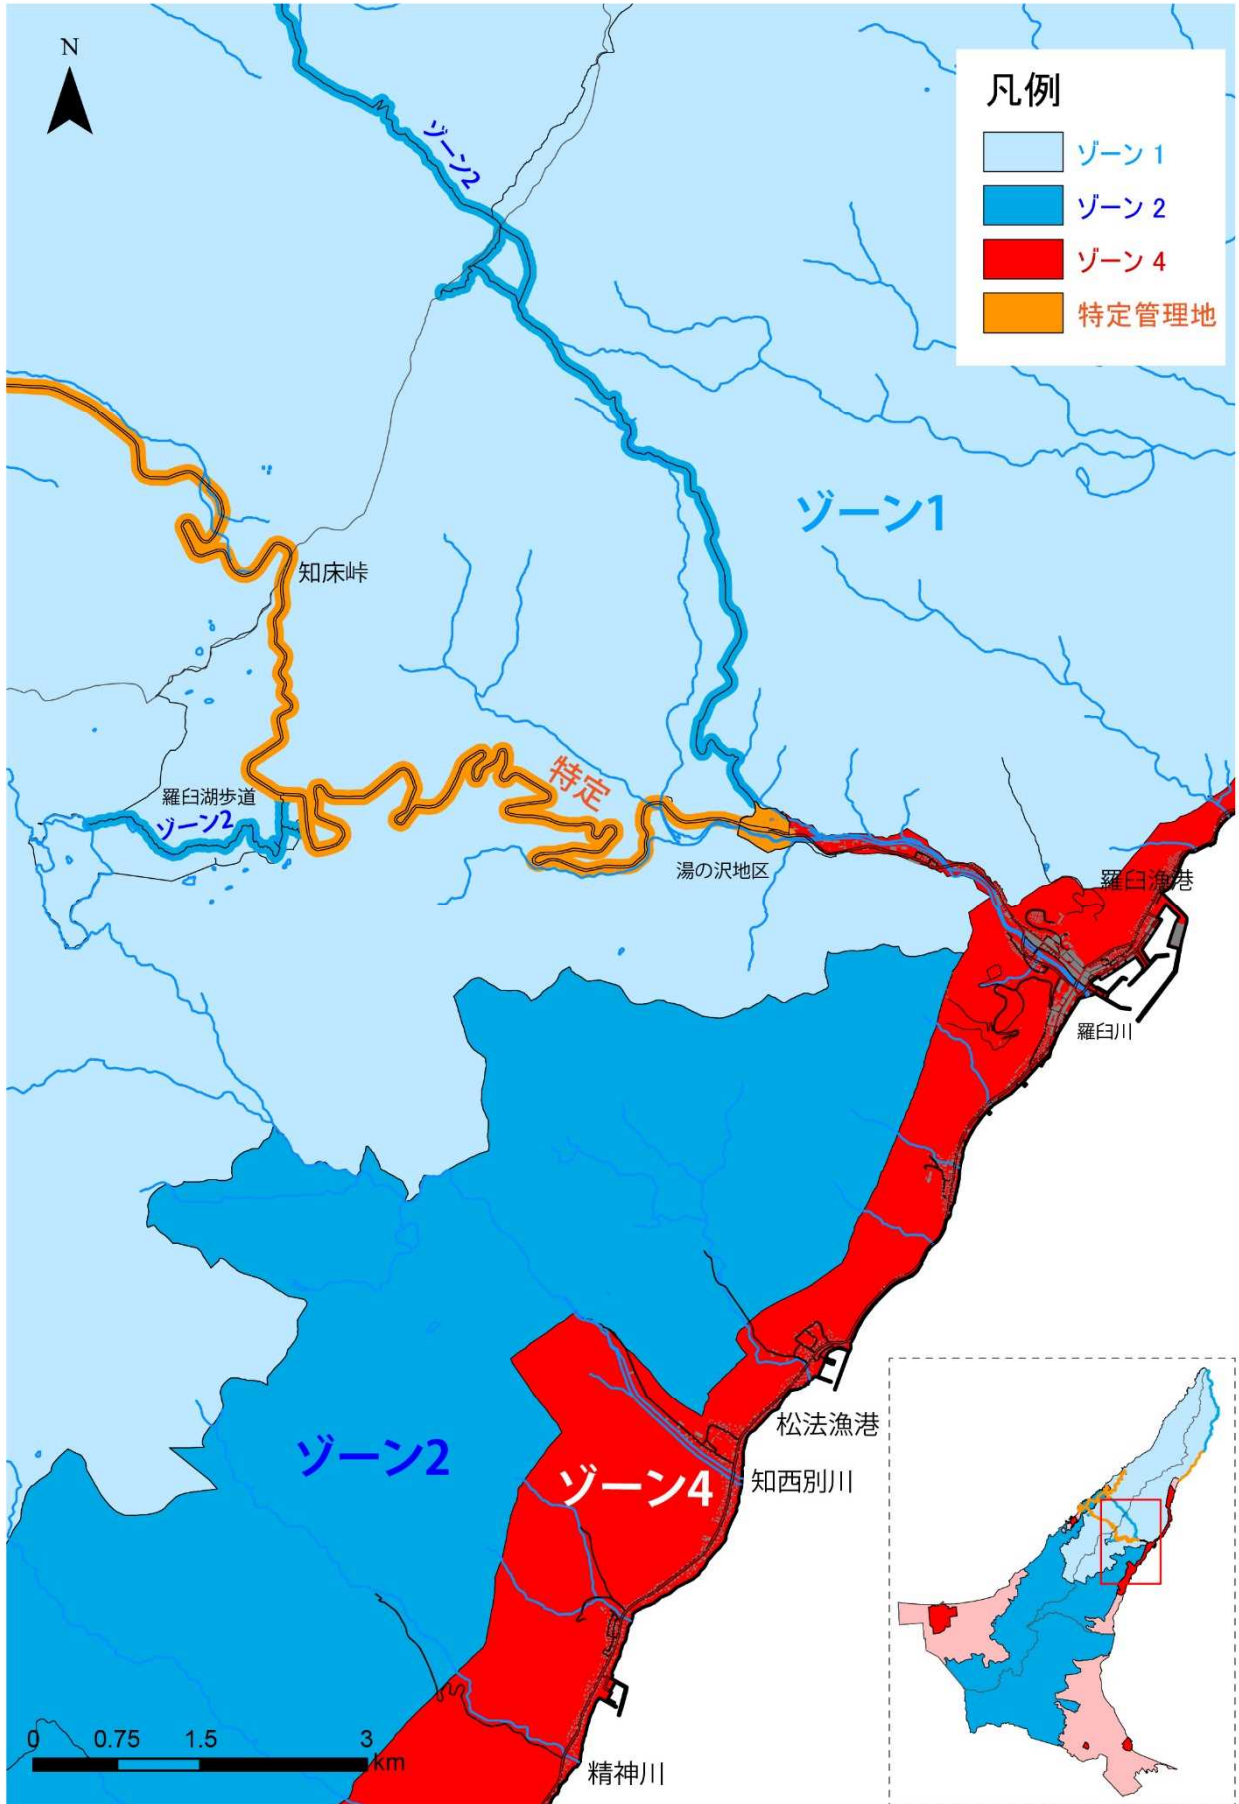 N
凡例
ゾーン 1
ゾーン 2
ゾーン 4
特定管理地
ゾーン2
ゾーン1
知床峠
特定
羅臼湖歩道
ゾーン2
湯の沢地区
羅臼漁港
羅臼川
松法漁港
ゾーン2
ゾーン4
知西別川
0 0.75 1.5 3
km
精神川